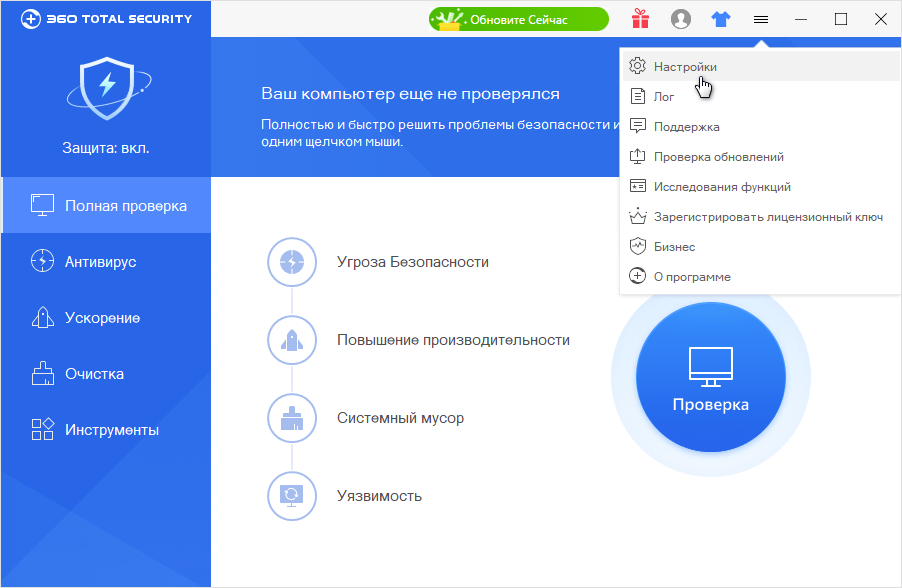 360 TOTAL SECURITY
Обновите Сейчас
Защита: вкл.
Полная проверка
Антивирус
Ускорение
Очистка
Инструменты
Ваш компьютер еще не проверялся
Полностью и быстро решить проблемы безопасности и
одним щелчком мыши.
Угроза Безопасности
Повышение производительности
Системный мусор
Уязвимость
Настройки
Лог
Поддержка
Проверка обновлений
Исследования функций
Зарегистрировать лицензионный ключ
Бизнес
О программе
Проверка